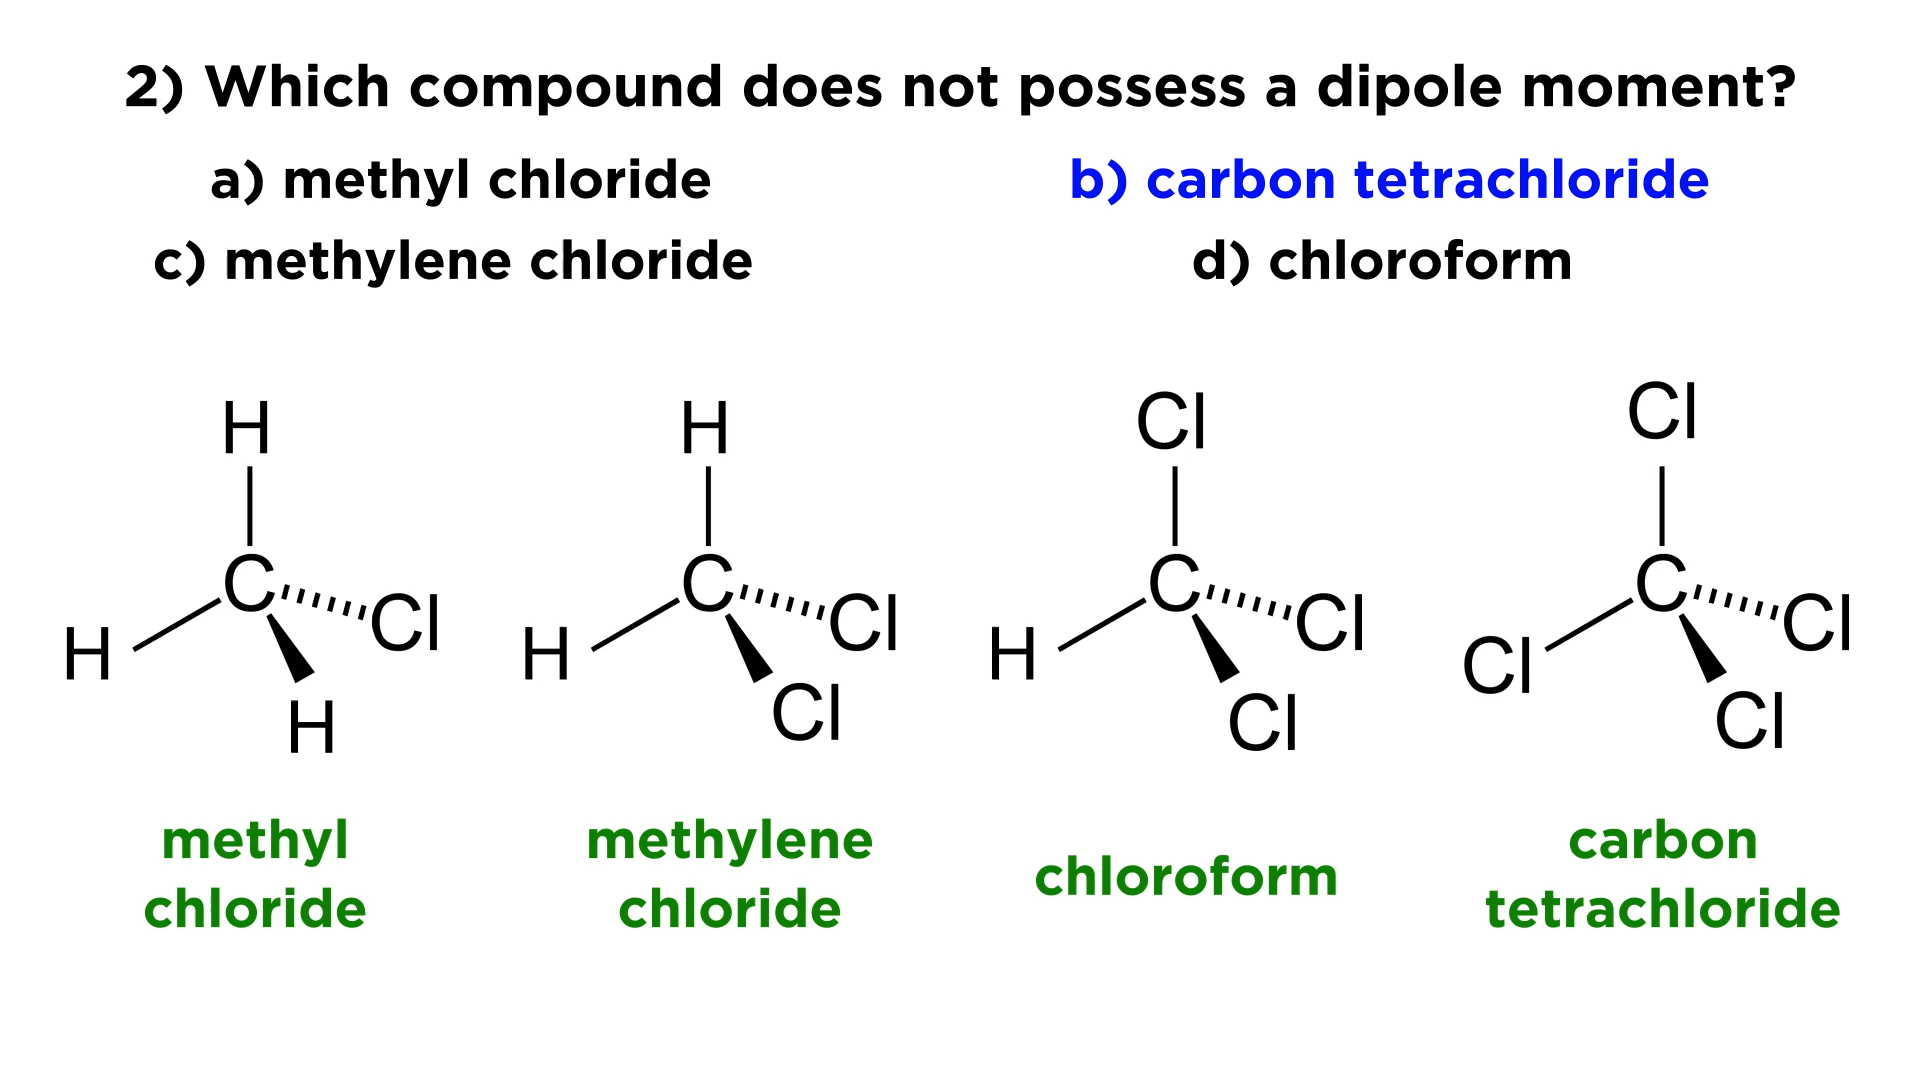 2) Which compound does not possess a dipole moment?
a) methyl chloride
b) carbon tetrachloride
c) methylene chloride
d) chloroform
H
C
H
Cl
H
H
C
H
Cl
Cl
Cl
C
H
Cl
Cl
Cl
C
Cl
Cl
Cl
methyl
chloride
methylene
chloride
chloroform
carbon
tetrachloride